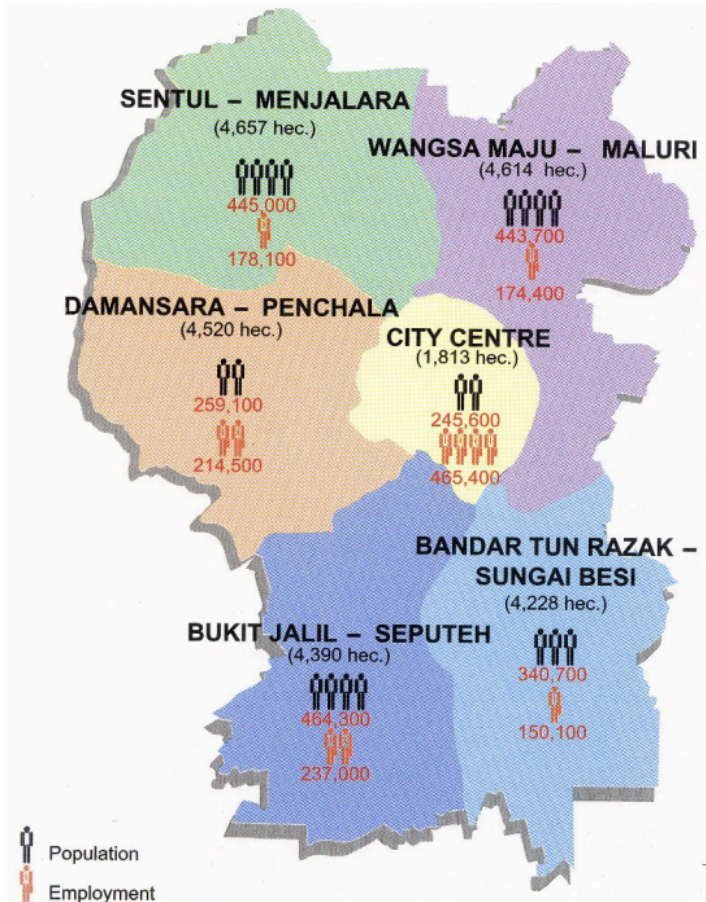 SENTUL – MENJALARA
(4,657 hec.)
445,000
178,100
WANGSA MAJU – MALURI
(4,614 hec.)
443,700
174,400
DAMANSARA – PENCHALA
(4,520 hec.)
259,100
214,500
CITY CENTRE
(1,813 hec.)
245,600
465,400
BANDAR TUN RAZAK –
SUNGAI BESI
(4,228 hec.)
340,700
150,100
BUKIT JALIL – SEPUTEH
(4,390 hec.)
464,300
237,000
Population
Employment